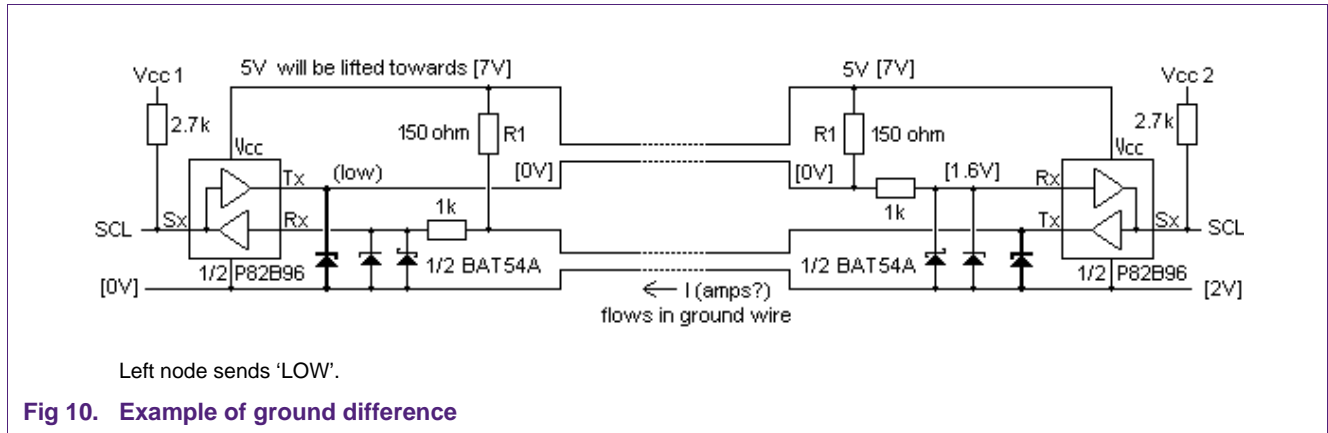 5V will be lifted towards [7V]
5V [7V]
Vcc 1
Vcc 2
2.7k
150 ohm
R1
R1
150 ohm
2.7k
Vcc
Vcc
Tx
(low)
[0V]
[0V]
[1.6V]
Rx
1k
1k
SCL
Sx
Rx
Tx
Sx
SCL
1/2 BAT54A
1/2 BAT54A
1/2 P82B96
1/2 P82B96
[0V]
I (amps?)
[2V]
flows in ground wire
Left node sends ‘LOW’.
Fig 10. Example of ground difference